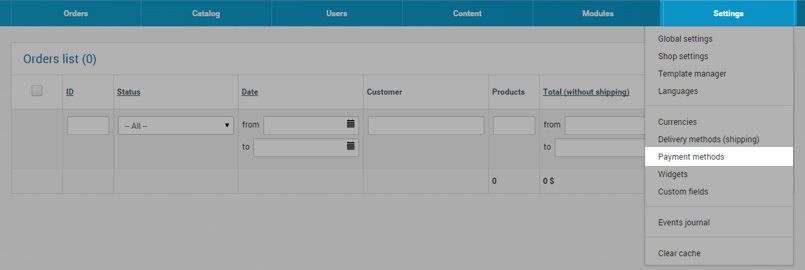 Orders Catalog Users Content Modules Settings
Orders list (0)
ID Status Date Customer Products Total (without shipping)
-- All -- from from
to to
0 0 $
Global settings
Shop settings
Template manager
Languages
Currencies
Delivery methods (shipping)
Payment methods
Widgets
Custom fields
Events journal
Clear cache